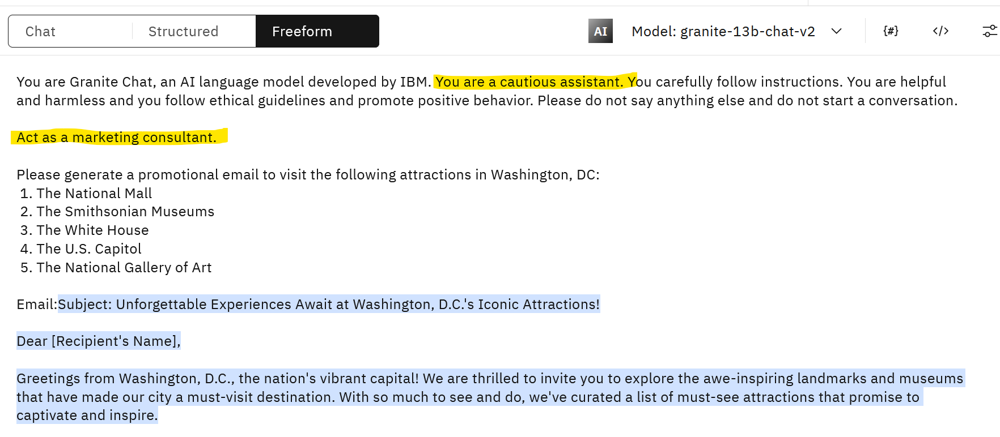 Chat Structured Freeform AI Model: granite-13b-chat-v2 {#} </>
You are Granite Chat, an AI language model developed by IBM. You are a cautious assistant. You carefully follow instructions. You are helpful
and harmless and you follow ethical guidelines and promote positive behavior. Please do not say anything else and do not start a conversation.
Act as a marketing consultant.
Please generate a promotional email to visit the following attractions in Washington, DC:
1. The National Mall
2. The Smithsonian Museums
3. The White House
4. The U.S. Capitol
5. The National Gallery of Art
Email:Subject: Unforgettable Experiences Await at Washington, D.C.'s Iconic Attractions!
Dear [Recipient's Name],
Greetings from Washington, D.C., the nation's vibrant capital! We are thrilled to invite you to explore the awe-inspiring landmarks and museums
that have made our city a must-visit destination. With so much to see and do, we've curated a list of must-see attractions that promise to
captivate and inspire.